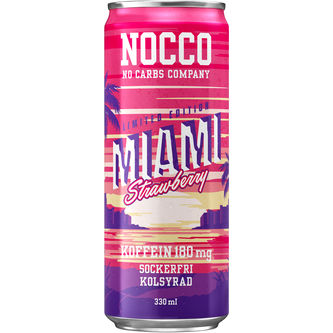 NOCCO
NO CARBS COMPANY
LIMITED EDITION
MIAMI
Strawberry
KOFFEIN 180 mg
SOCKERFRI
KOLSYRAD
330 ml